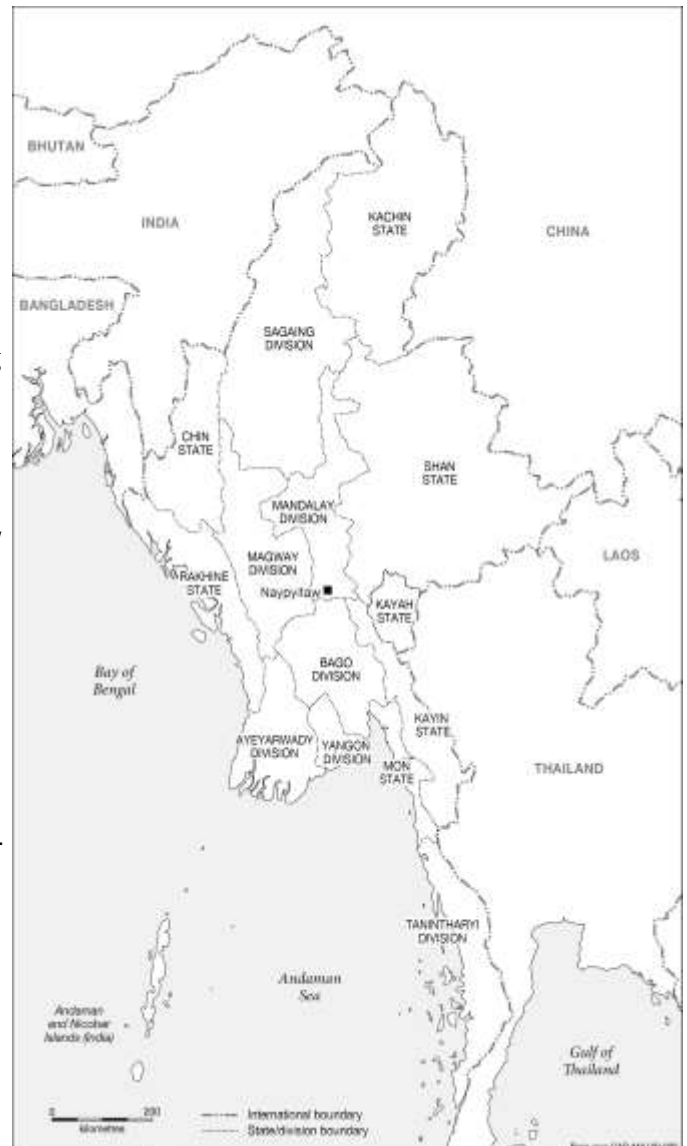 BHUTAN
INDIA
CHINA
BANGLADESH
KACHIN
STATE
SAGAING
DIVISION
CHIN
STATE
SHAN
STATE
MANDALAY
DIVISION
MAGWAY
DIVISION
LAOS
RAKHINE
STATE
Naypyitaw
KAYAH
STATE
Bay of
Bengal
BAGO
DIVISION
KAYIN
STATE
AYEYARWADY
DIVISION
YANGON
DIVISION
MON
STATE
THAILAND
TANINTHARYI
DIVISION
Andaman
Sea
Andaman
and Nicobar
Islands (India)
Gulf of
Thailand
0 200
kilometres
International boundary
State/division boundary